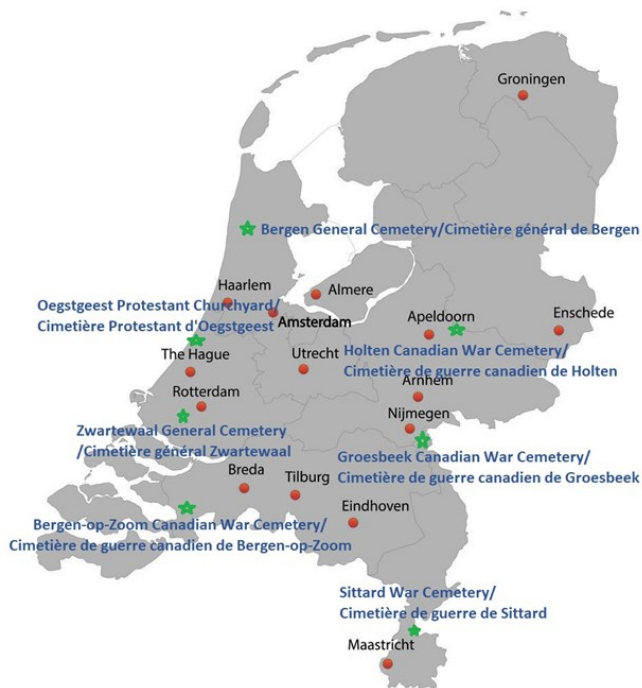 Groningen
Bergen General Cemetery/Cimetière général de Bergen
Haarlem
Almere
Oegstgeest Protestant Churchyard/
Cimetière Protestant d'Oegstgeest
Amsterdam
Apeldoorn
Enschede
The Hague
Utrecht
Holten Canadian War Cemetery/
Cimetière de guerre canadien de Holten
Rotterdam
Arnhem
Nijmegen
Zwartewaal General Cemetery
/Cimetière général Zwartewaal
Groesbeek Canadian War Cemetery/
Cimetière de guerre canadien de Groesbeek
Breda
Tilburg
Eindhoven
Bergen-op-Zoom Canadian War Cemetery/
Cimetière de guerre canadien de Bergen-op-Zoom
Sittard War Cemetery/
Cimetière de guerre de Sittard
Maastricht